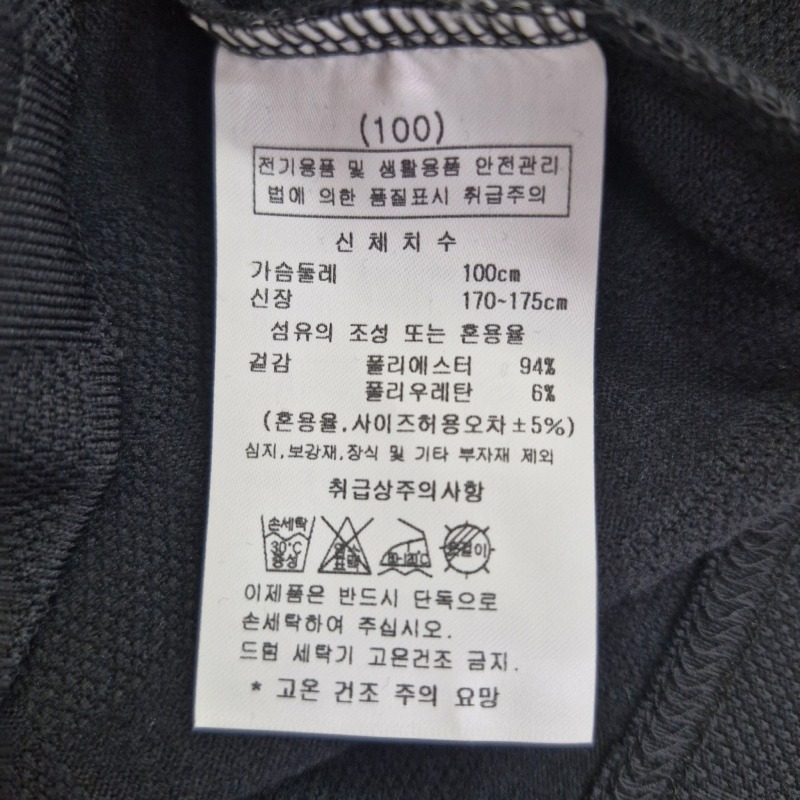 (100)
전기용품 및 생활용품 안전관리
법에 의한 품질표시 취급주의
신 체 치 수
가슴둘레 100cm
신장 170~175cm
섬유의 조성 또는 혼용율
겉감 폴리에스터 94%
폴리우레탄 6%
(혼용율,사이즈허용오차±5%)
심지,보강재,장식 및 기타 부자재 제외
취급상주의사항
손세탁
30°C
중성
염소
표백
옷걸이
이제품은 반드시 단독으로
손세탁하여 주십시오.
드럼 세탁기 고온건조 금지.
* 고온 건조 주의 요망